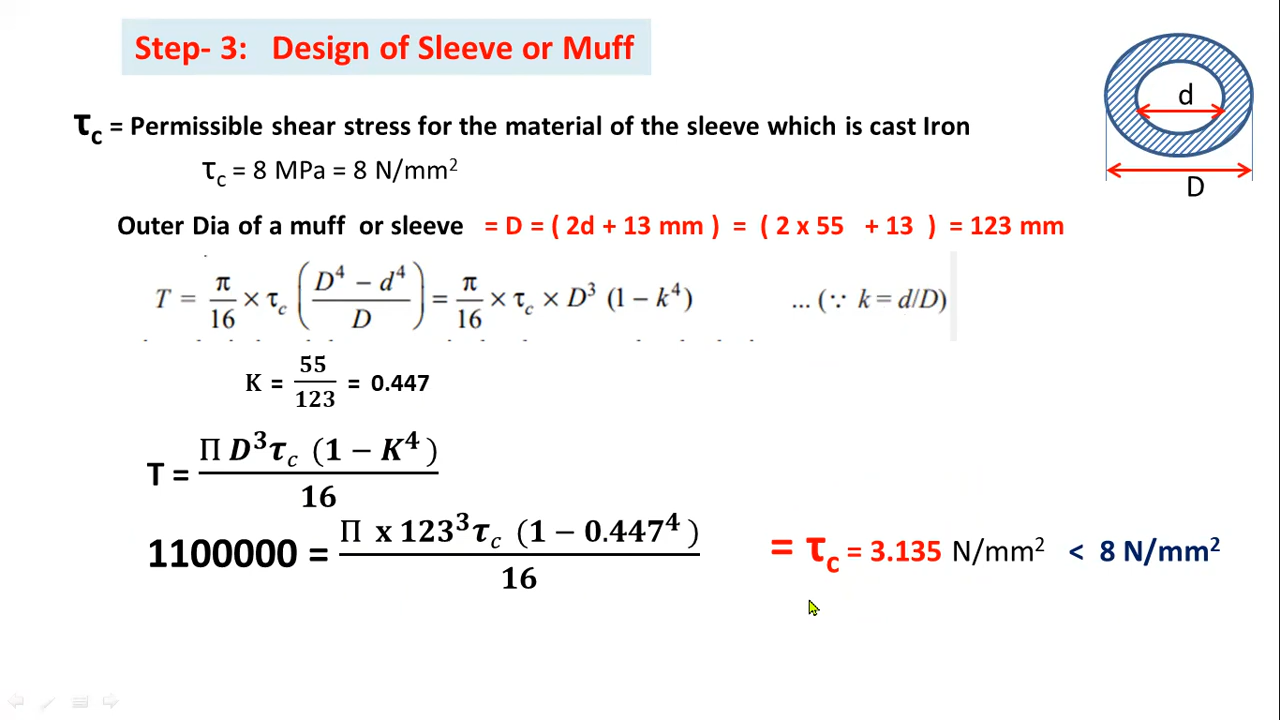 Step- 3: Design of Sleeve or Muff
d
D
τc = Permissible shear stress for the material of the sleeve which is cast Iron
τc = 8 MPa = 8 N/mm²
Outer Dia of a muff or sleeve = D = ( 2d + 13 mm ) = ( 2 x 55 + 13 ) = 123 mm
T = π/16 × τc ( (D⁴ − d⁴)/D ) = π/16 × τc × D³ (1 − k⁴) ... (∵ k = d/D)
K = 55/123 = 0.447
T = Π D³τc (1 − K⁴)/16
1100000 = Π x 123³τc (1 − 0.447⁴ )/16 = τc = 3.135 N/mm² < 8 N/mm²